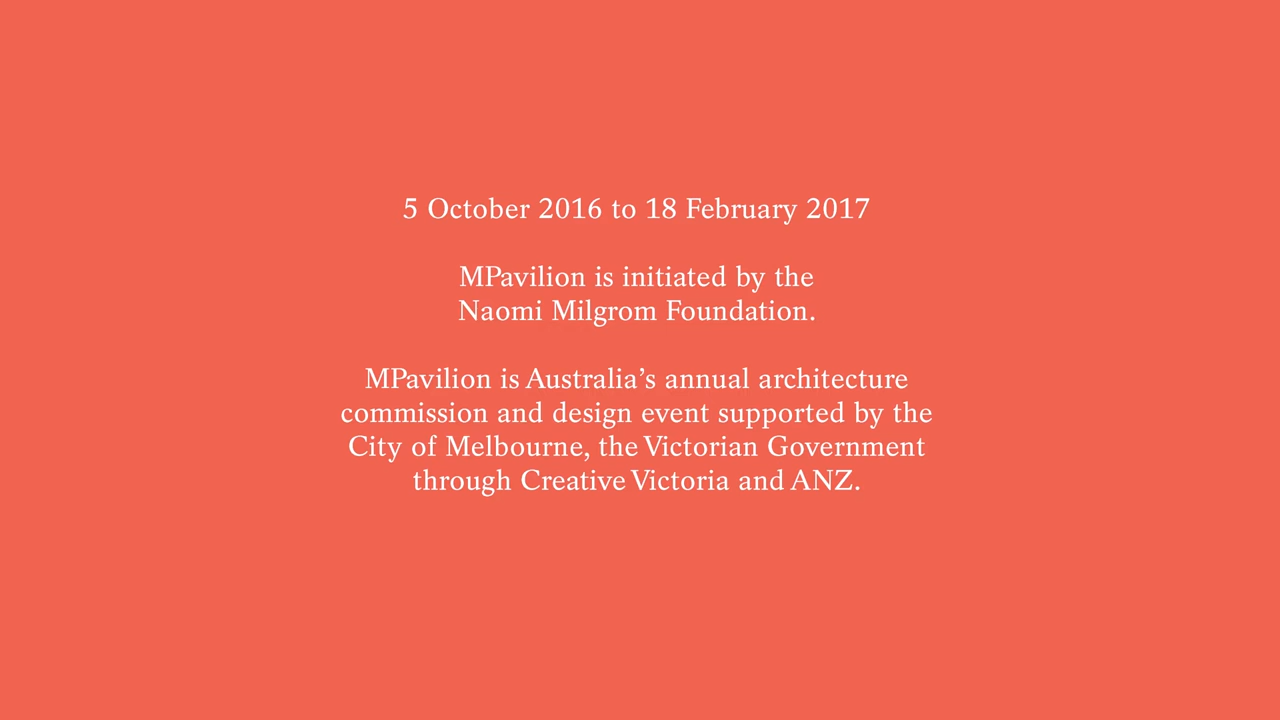 5 October 2016 to 18 February 2017
MPavilion is initiated by the
Naomi Milgrom Foundation.
MPavilion is Australia’s annual architecture
commission and design event supported by the
City of Melbourne, the Victorian Government
through Creative Victoria and ANZ.